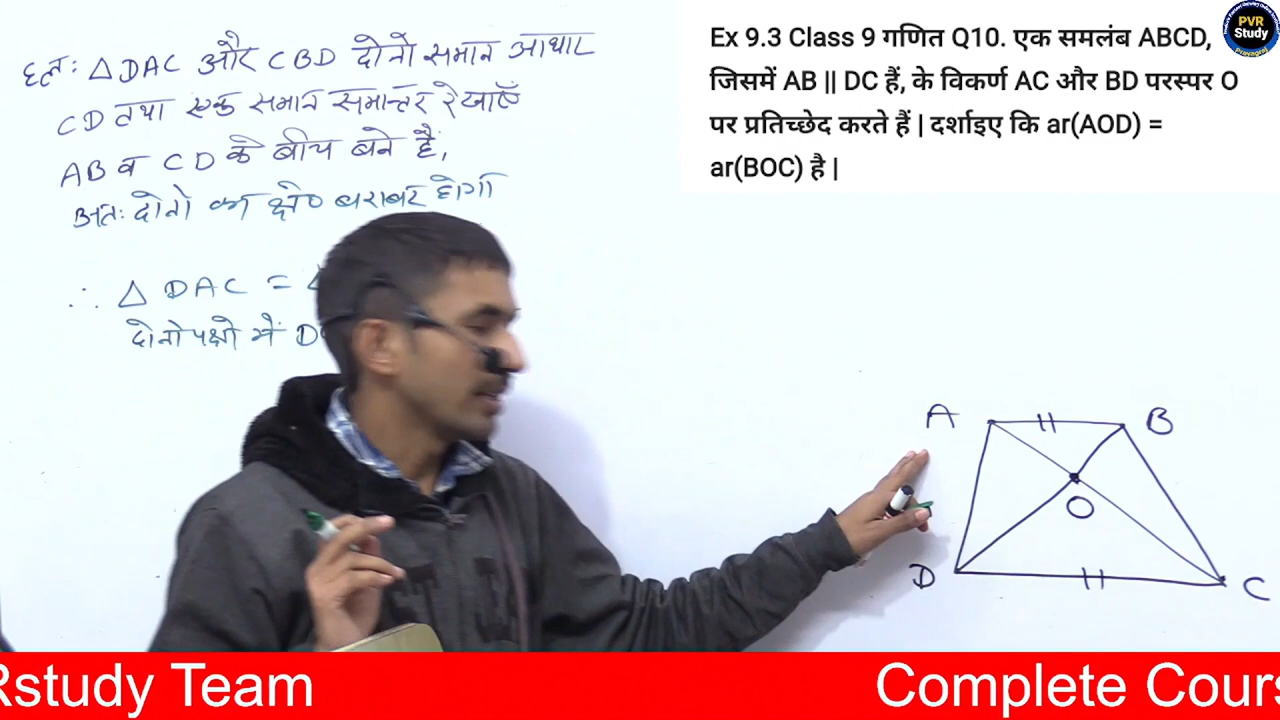 हल: △DAC और CBD दोनो समान आधार
CD तथा एक समान समान्तर रेखाएँ
AB व CD के बीच बने है,
अत: दोनो का क्षे० बराबर होगा
∴ △ DAC =
दोनो पक्षो में
Ex 9.3 Class 9 गणित Q10. एक समलंब ABCD,
जिसमें AB || DC हैं, के विकर्ण AC और BD परस्पर O
पर प्रतिच्छेद करते हैं | दर्शाइए कि ar(AOD) =
ar(BOC) है |
PVR
Study
A
B
O
D
C
Rstudy Team
Complete Cours